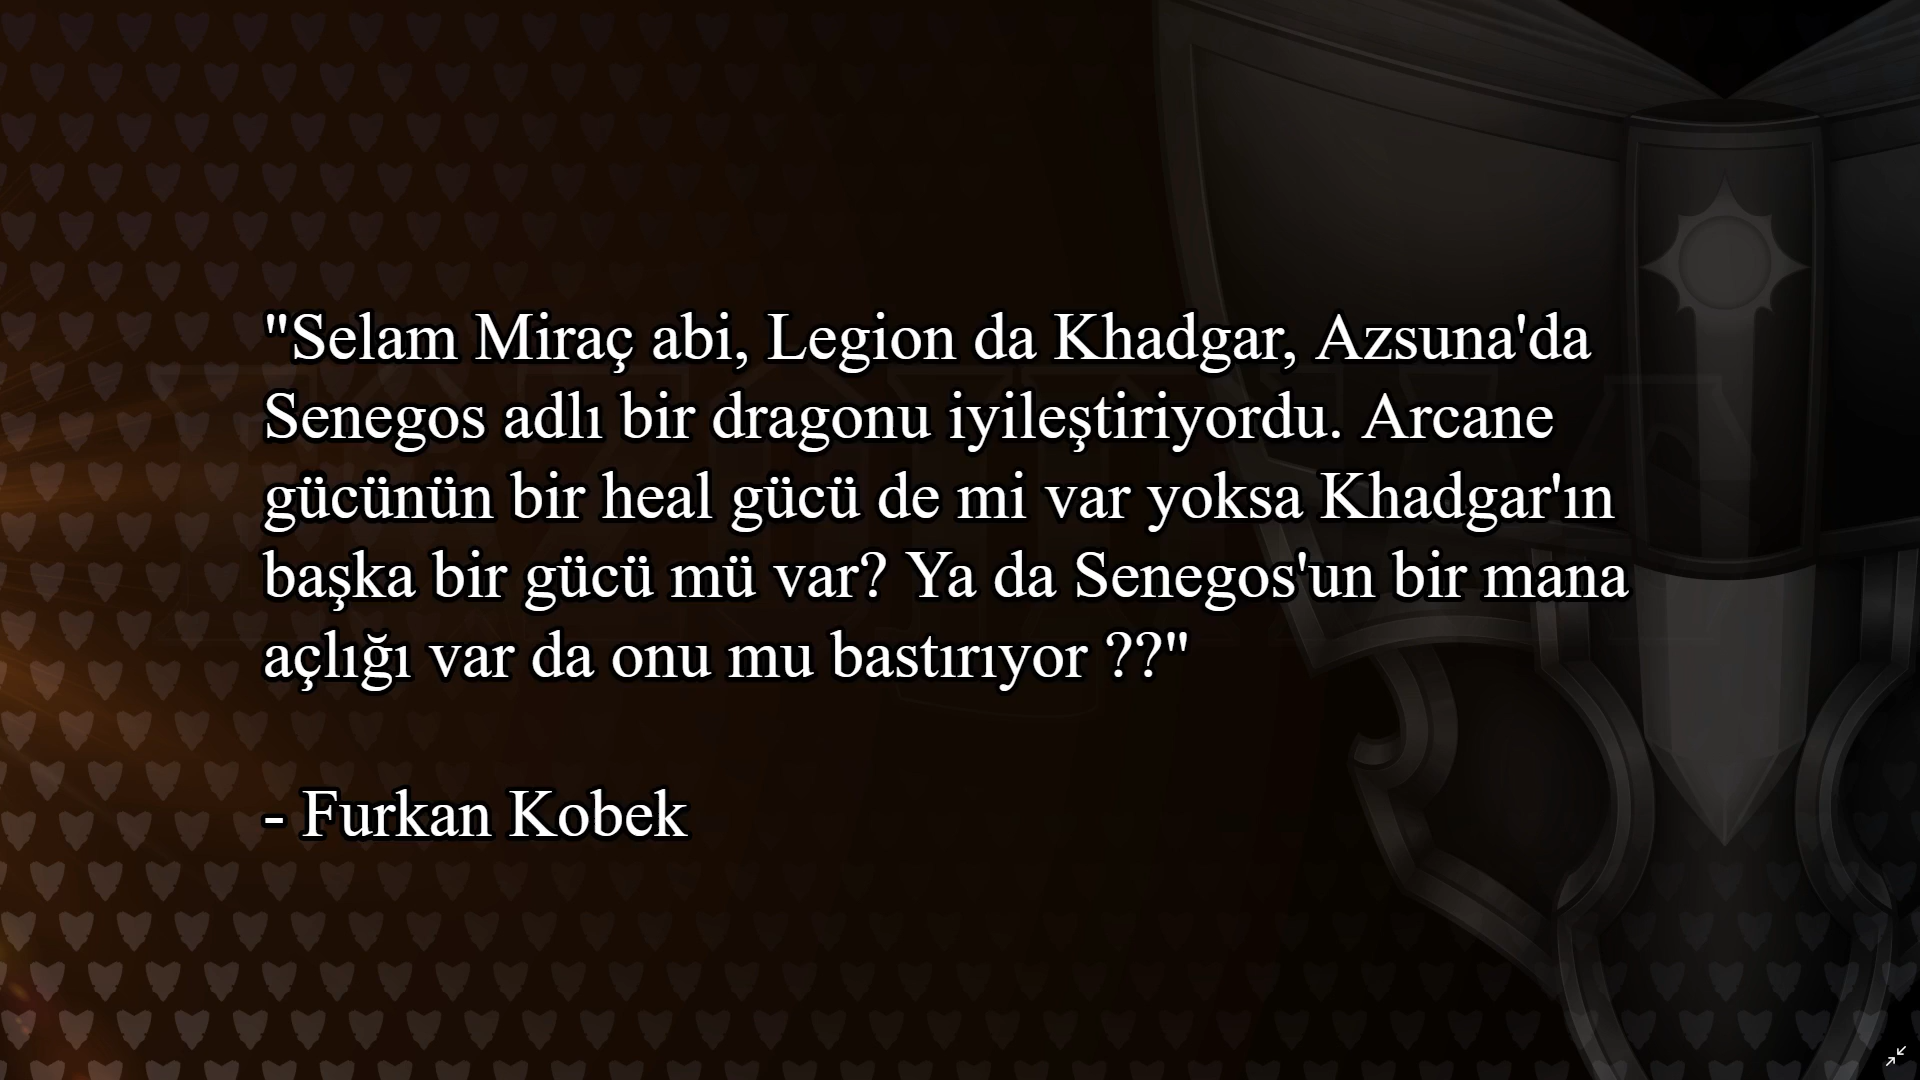 "Selam Miraç abi, Legion da Khadgar, Azsuna'da
Senegos adlı bir dragonu iyileştiriyordu. Arcane
gücünün bir heal gücü de mi var yoksa Khadgar'ın
başka bir gücü mü var? Ya da Senegos'un bir mana
açlığı var da onu mu bastırıyor ??"
- Furkan Kobek